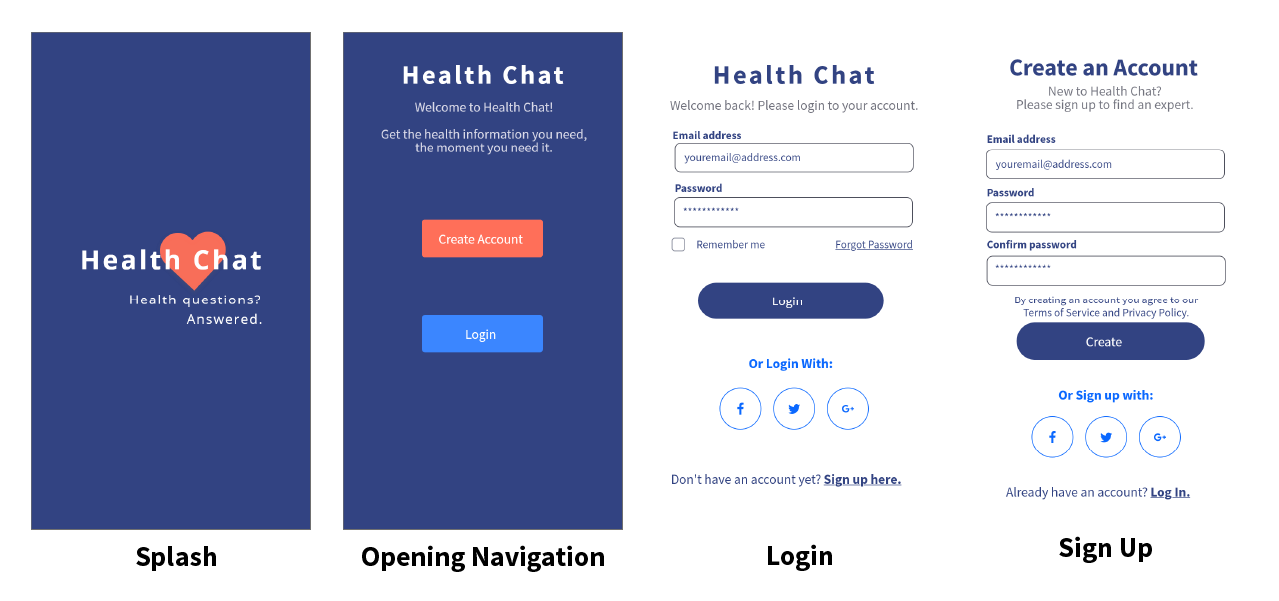 Health Chat
Health questions?
Answered.
Splash
Health Chat
Welcome to Health Chat!
Get the health information you need,
the moment you need it.
Create Account
Login
Opening Navigation
Health Chat
Welcome back! Please login to your account.
Email address
youremail@address.com
Password
************
Remember me
Forgot Password
Login
Or Login With:
f
G+
Don't have an account yet? Sign up here.
Login
Create an Account
New to Health Chat?
Please sign up to find an expert.
Email address
youremail@address.com
Password
************
Confirm password
************
By creating an account you agree to our
Terms of Service and Privacy Policy.
Create
Or Sign up with:
f
G+
Already have an account? Log In.
Sign Up